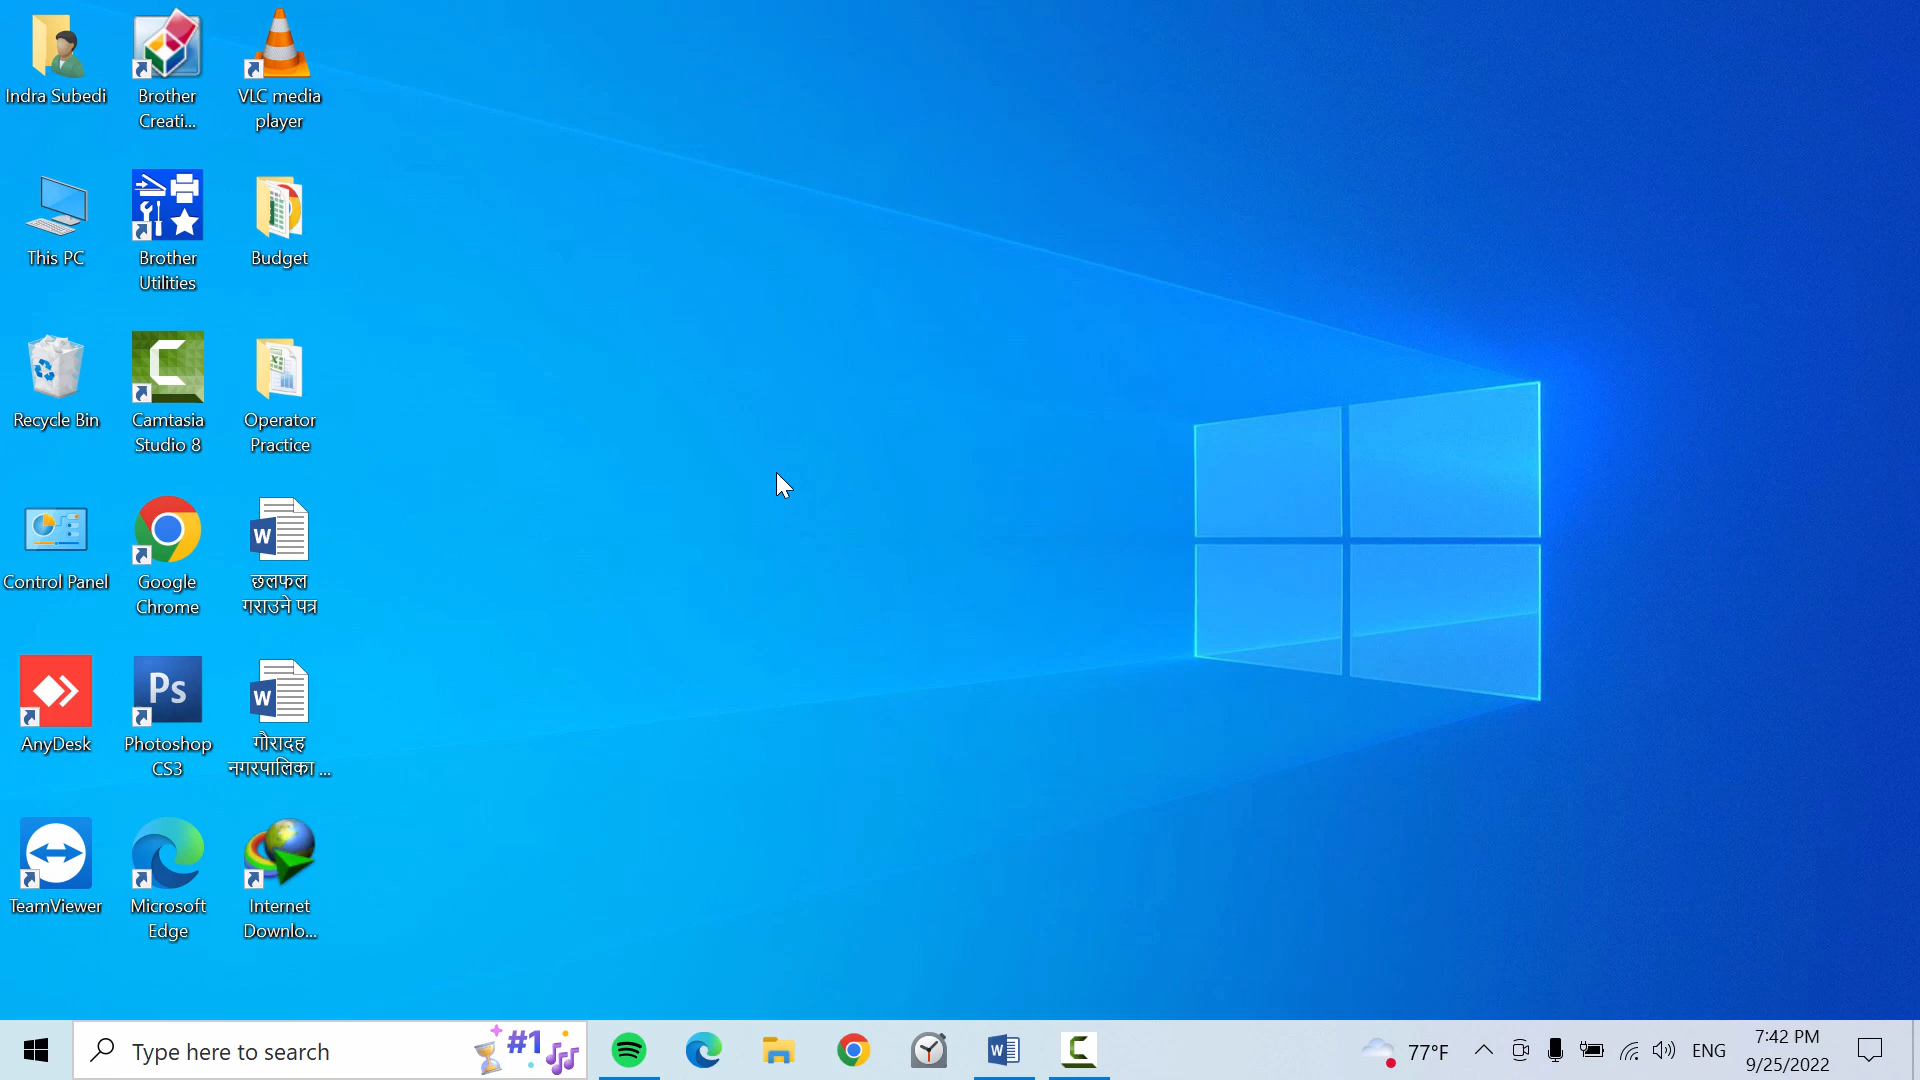 Indra Subedi
Brother
Creati...
VLC media
player
This PC
Brother
Utilities
Budget
Recycle Bin
Camtasia
Studio 8
Operator
Practice
Control Panel
Google
Chrome
छलफल
गराउने पत्र
AnyDesk
Ps
Photoshop
CS3
गौरादह
नगरपालिका ...
TeamViewer
Microsoft
Edge
Internet
Downlo...
Type here to search
#1
77°F
ENG
7:42 PM
9/25/2022